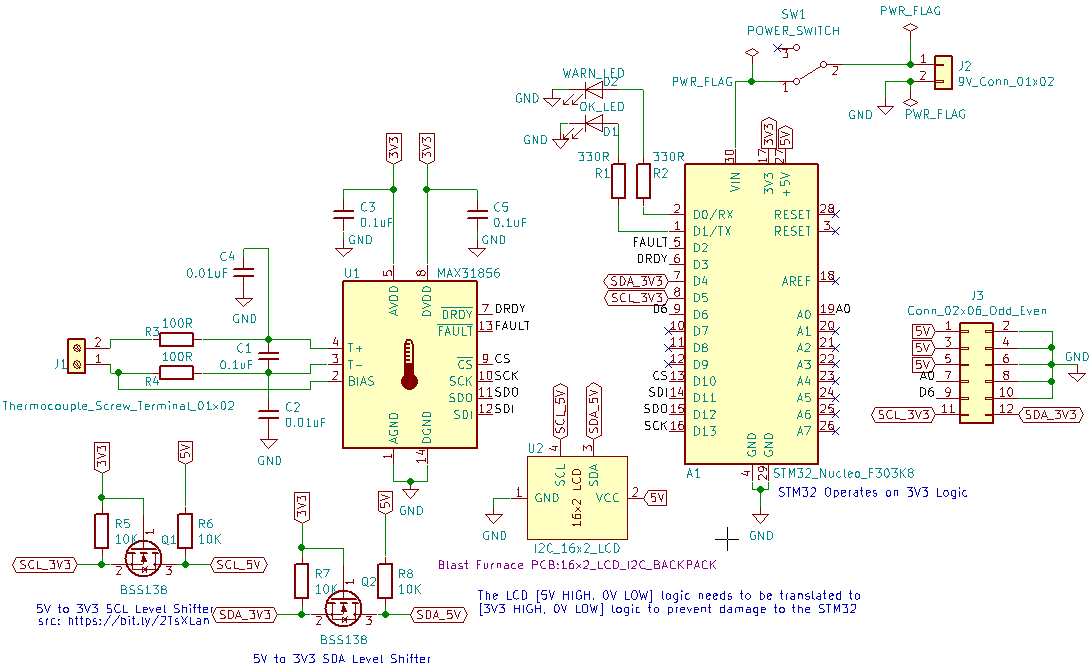 SW1
POWER_SWITCH
3
2
1
PWR_FLAG
PWR_FLAG
PWR_FLAG
1
2
J2
9V_Conn_01x02
GND
WARN_LED
D2
GND
OK_LED
D1
GND
330R
R1
330R
R2
3V3
5V
30
17
27
VIN
3V3
+5V
2 D0/RX
1 D1/TX
FAULT 5 D2
DRDY 6 D3
SDA_3V3 7 D4
SCL_3V3 8 D5
D6 9 D6
10 D7
11 D8
12 D9
CS 13 D10
SDI 14 D11
SDO 15 D12
SCK 16 D13
RESET 28
RESET 3
AREF 18
A0 19 A0
A1 20
A2 21
A3 22
A4 23
A5 24
A6 25
A7 26
GND
GND
4
29
A1
STM32_Nucleo_F303K8
STM32 Operates on 3V3 Logic
GND
J3
Conn_02x06_Odd_Even
5V 1
2
5V 3
4
5V 5
6
A0 7
8
D6 9
10
SCL_3V3 11
12 SDA_3V3
GND
3V3
3V3
C3
0.1uF
GND
C5
0.1uF
GND
5
8
U1
MAX31856
AVDD
DVDD
DRDY 7 DRDY
FAULT 13 FAULT
CS 9 CS
SCK 10 SCK
SDO 11 SDO
SDI 12 SDI
4 T+
3 T-
2 BIAS
AGND
DGND
1
14
GND
C4
0.01uF
GND
R3
100R
100R
R4
C1
0.1uF
C2
0.01uF
GND
J1
2
1
Thermocouple_Screw_Terminal_01x02
3V3
5V
R5
10K
R6
10K
Q1
1
2
3
SCL_3V3
SCL_5V
BSS138
5V to 3V3 SCL Level Shifter
src: https://bit.ly/2TsXLan
3V3
5V
R7
10K
R8
10K
Q2
1
2
3
SDA_3V3
SDA_5V
BSS138
5V to 3V3 SDA Level Shifter
SCL_5V
SDA_5V
U2
4
3
SCL
SDA
16x2 LCD
1
GND
VCC
2
5V
GND
I2C_16x2_LCD
Blast Furnace PCB:16x2_LCD_I2C_BACKPACK
The LCD [5V HIGH, 0V LOW] logic needs to be translated to
[3V3 HIGH, 0V LOW] logic to prevent damage to the STM32